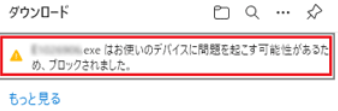 ダウンロード
.exe はお使いのデバイスに問題を起こす可能性があるた
め、ブロックされました。
もっと見る